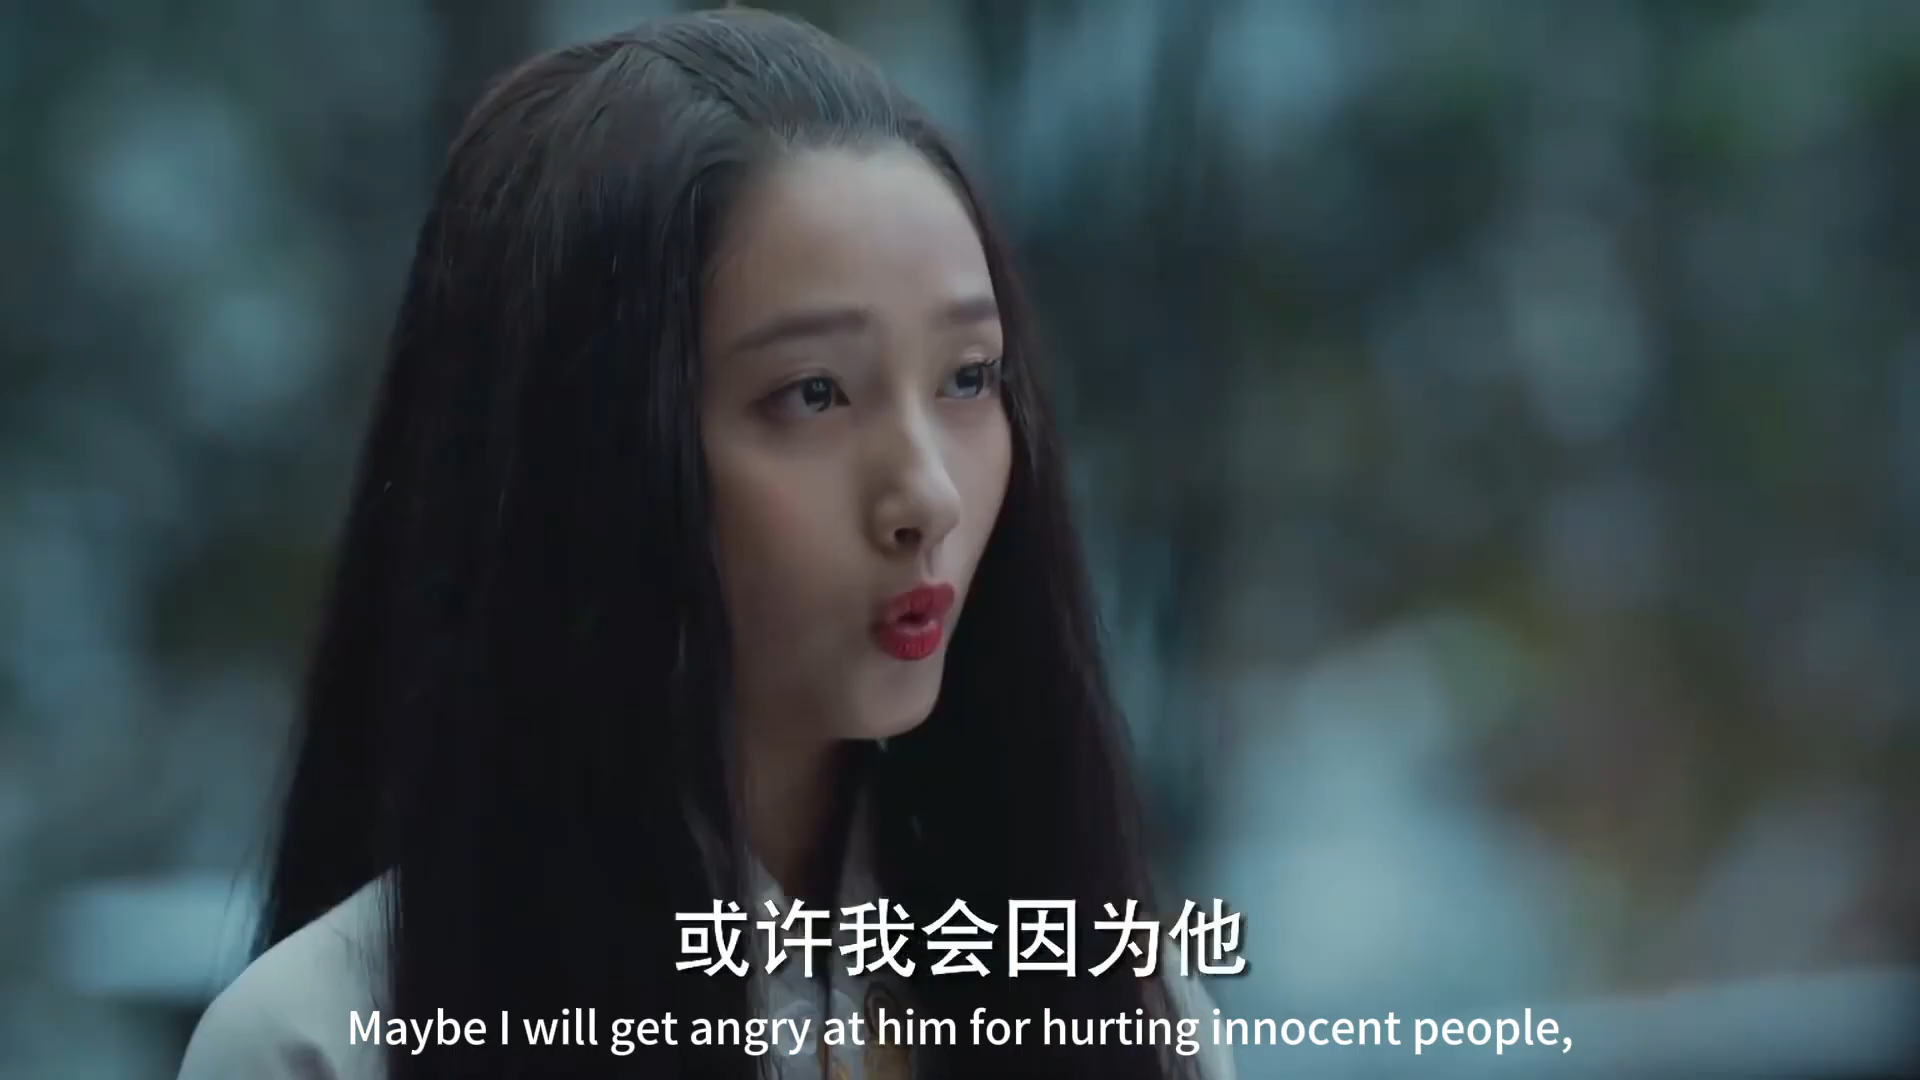 或许我会因为他
Maybe I will get angry at him for hurting innocent people,